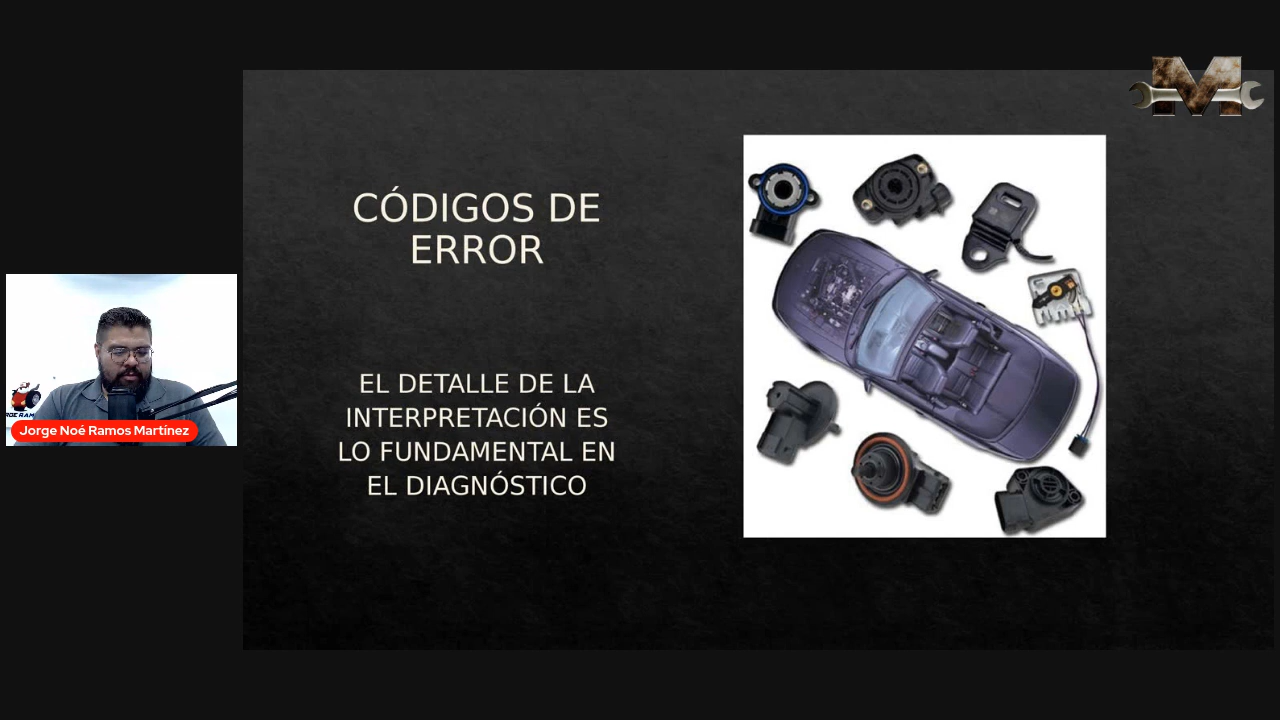 CÓDIGOS DE
ERROR
EL DETALLE DE LA
INTERPRETACIÓN ES
LO FUNDAMENTAL EN
EL DIAGNÓSTICO
M
Jorge Noé Ramos Martínez